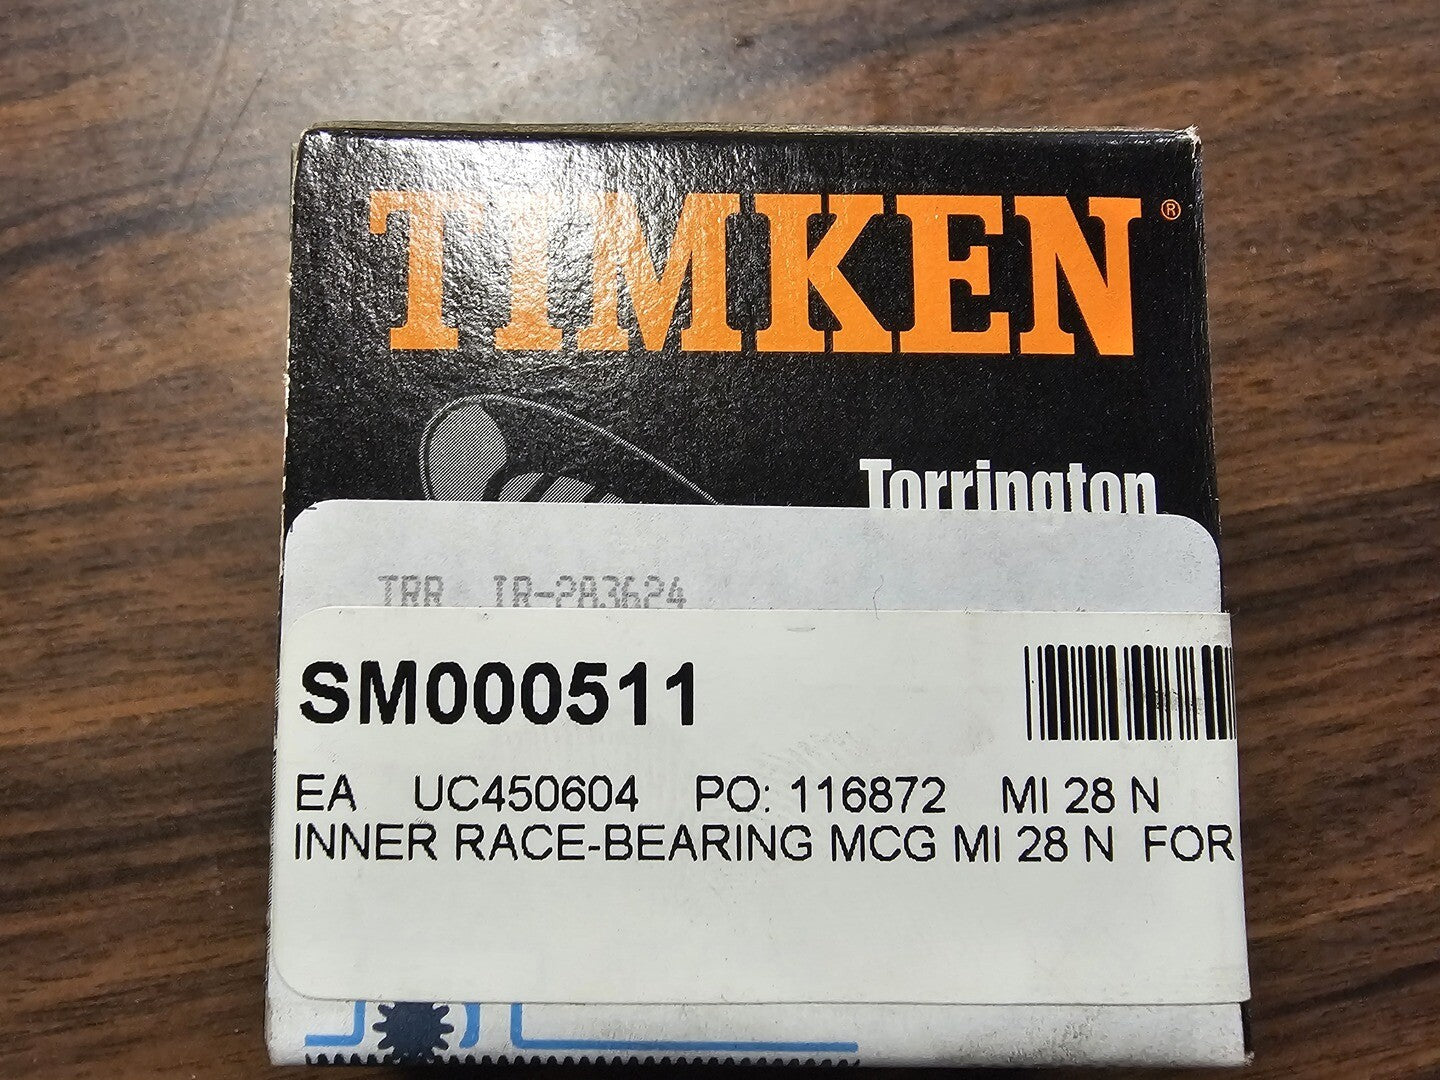 TIMKEN®
Torrington
TRR IR-283624
SM000511
EA UC450604 PO: 116872 MI 28 N
INNER RACE-BEARING MCG MI 28 N FOR